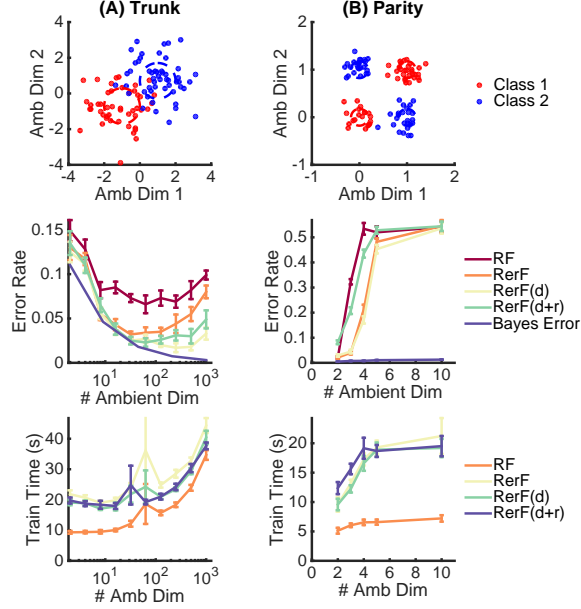 (A) Trunk
(B) Parity
Amb Dim 2
4
2
0
-2
-4
-4
-2
0
2
4
Amb Dim 1
Amb Dim 2
2
1
0
-1
-1
0
1
2
Amb Dim 1
Class 1
Class 2
Error Rate
0.15
0.1
0.05
0
10^1
10^2
10^3
# Ambient Dim
Error Rate
0.5
0.4
0.3
0.2
0.1
0
0
2
4
6
8
10
# Ambient Dim
RF
RerF
RerF(d)
RerF(d+r)
Bayes Error
Train Time (s)
40
30
20
10
0
10^1
10^2
10^3
# Amb Dim
Train Time (s)
20
15
10
5
0
0
2
4
6
8
10
# Amb Dim
RF
RerF
RerF(d)
RerF(d+r)